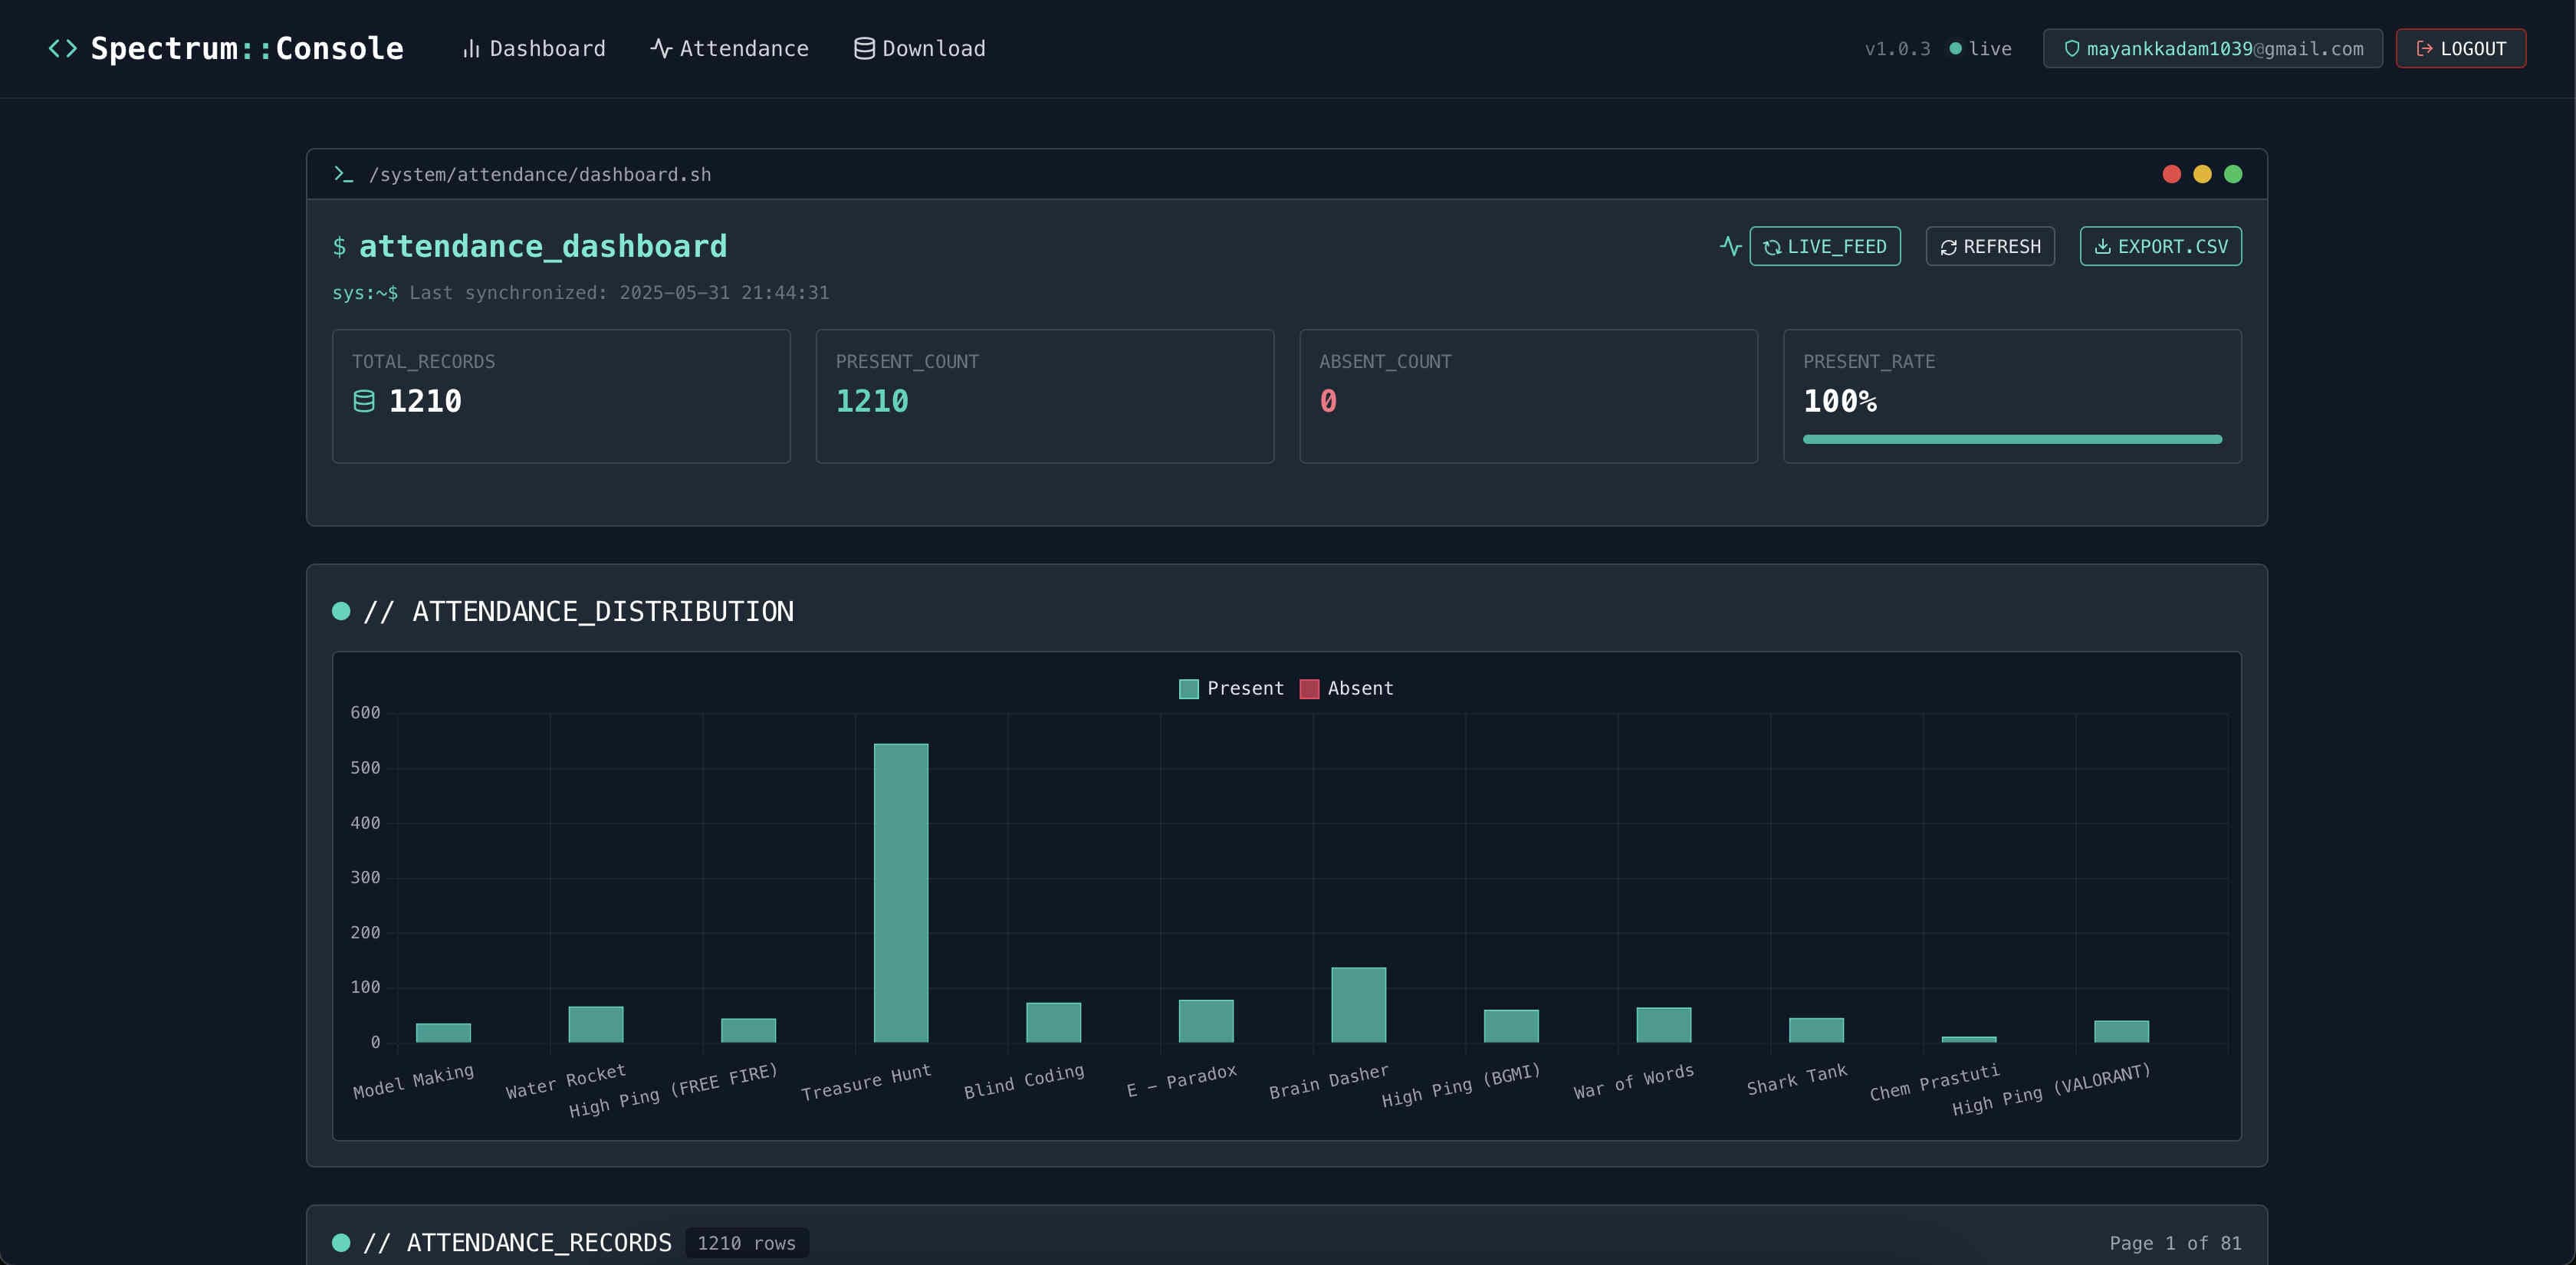 Spectrum::Console
Dashboard
Attendance
Download
v1.0.3
live
mayankkadam1039@gmail.com
LOGOUT
/system/attendance/dashboard.sh
$ attendance_dashboard
LIVE_FEED
REFRESH
EXPORT.CSV
sys:~$ Last synchronized: 2025-05-31 21:44:31
TOTAL_RECORDS
1210
PRESENT_COUNT
1210
ABSENT_COUNT
0
PRESENT_RATE
100%
// ATTENDANCE_DISTRIBUTION
Present
Absent
600
500
400
300
200
100
0
Model Making
Water Rocket
High Ping (FREE FIRE)
Treasure Hunt
Blind Coding
E - Paradox
Brain Dasher
High Ping (BGMI)
War of Words
Shark Tank
Chem Prastuti
High Ping (VALORANT)
// ATTENDANCE_RECORDS
1210 rows
Page 1 of 81